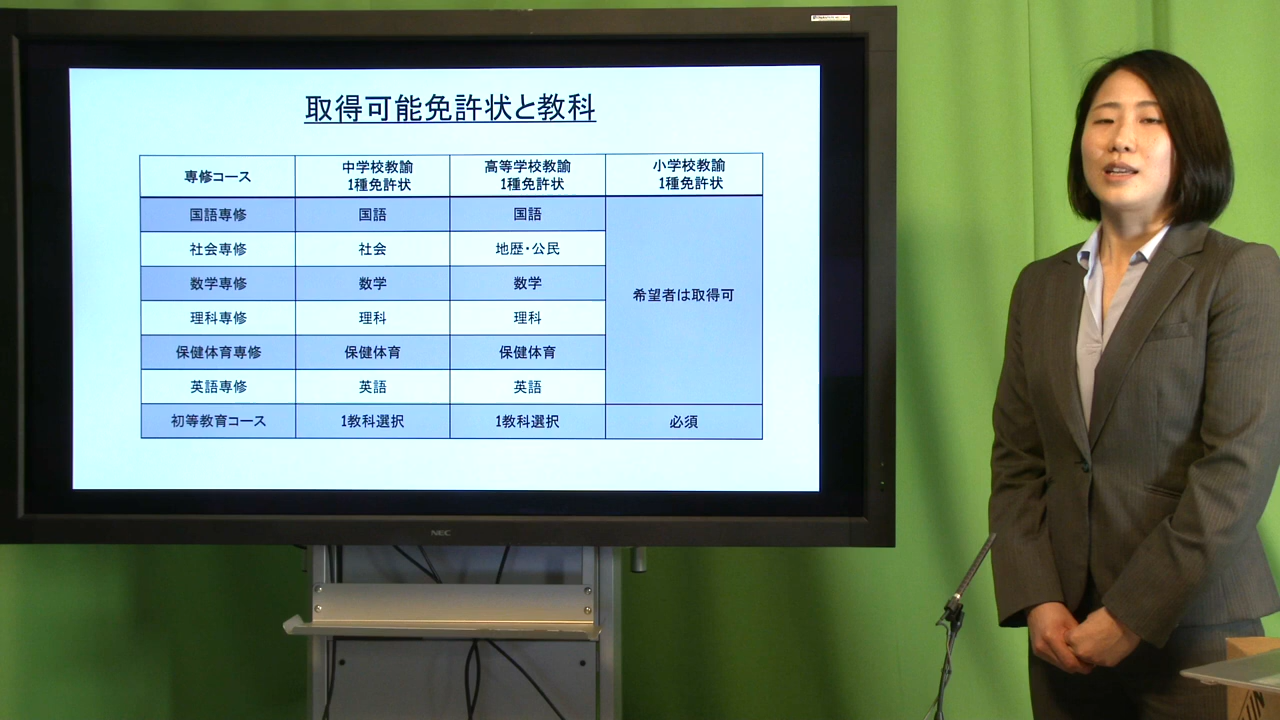 取得可能免許状と教科
専修コース 中学校教諭 1種免許状 高等学校教諭 1種免許状 小学校教諭 1種免許状
国語専修 国語 国語
社会専修 社会 地歴・公民
数学専修 数学 数学
希望者は取得可
理科専修 理科 理科
保健体育専修 保健体育 保健体育
英語専修 英語 英語
初等教育コース 1教科選択 1教科選択 必須
NEC